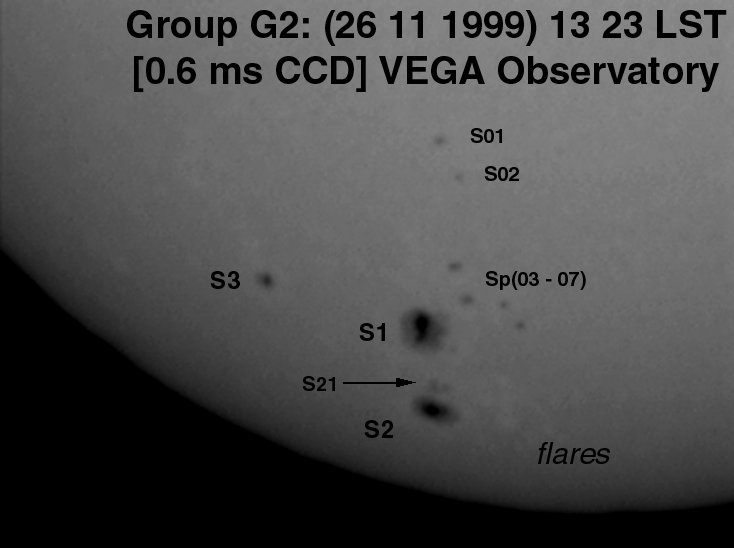 Group G2: (26 11 1999) 13 23 LST
[0.6 ms CCD] VEGA Observatory
S01
S02
S3
Sp(03 - 07)
S1
S21
S2
flares